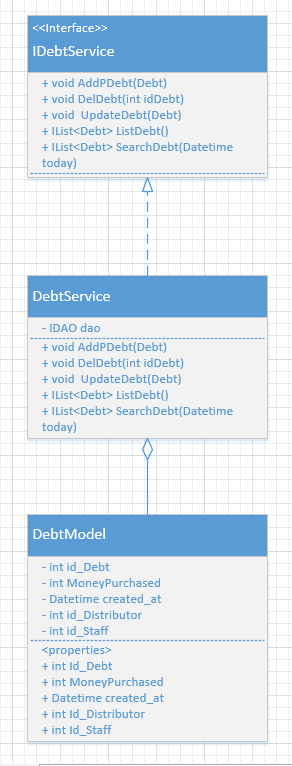 <<Interface>>
IDebtService
+ void AddPDebt(Debt)
+ void DelDebt(int idDebt)
+ void  UpdateDebt(Debt)
+ IList<Debt> ListDebt()
+ IList<Debt> SearchDebt(Datetime
today)
DebtService
- IDAO dao
+ void AddPDebt(Debt)
+ void DelDebt(int idDebt)
+ void  UpdateDebt(Debt)
+ IList<Debt> ListDebt()
+ IList<Debt> SearchDebt(Datetime
today)
DebtModel
- int id_Debt
- int MoneyPurchased
- Datetime created_at
- int id_Distributor
- int id_Staff
<properties>
+ int Id_Debt
+ int MoneyPurchased
+ Datetime created_at
+ int Id_Distributor
+ int Id_Staff